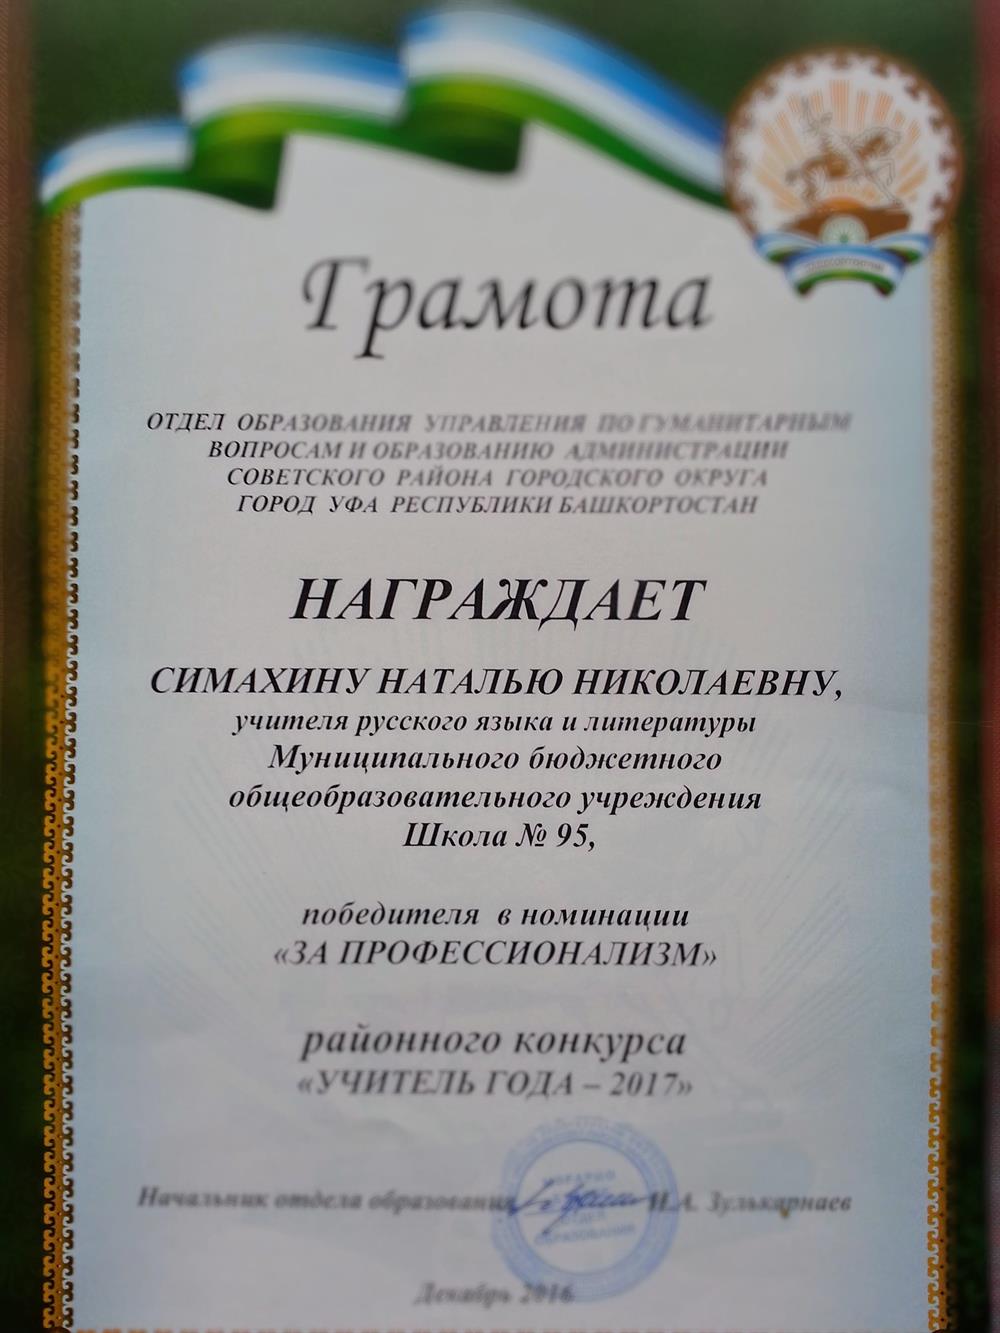 Грамота
ОТДЕЛ ОБРАЗОВАНИЯ УПРАВЛЕНИЯ ПО ГУМАНИТАРНЫМ
ВОПРОСАМ И ОБРАЗОВАНИЮ АДМИНИСТРАЦИИ
СОВЕТСКОГО РАЙОНА ГОРОДСКОГО ОКРУГА
ГОРОД УФА РЕСПУБЛИКИ БАШКОРТОСТАН
НАГРАЖДАЕТ
СИМАХИНУ НАТАЛЬЮ НИКОЛАЕВНУ,
учителя русского языка и литературы
Муниципального бюджетного
общеобразовательного учреждения
Школа № 95,
победителя в номинации
«ЗА ПРОФЕССИОНАЛИЗМ»
районного конкурса
«УЧИТЕЛЬ ГОДА – 2017»
Начальник отдела образования И.А. Зулькарнаев
ОТДЕЛ
ОБРАЗОВАНИЯ
Декабрь 2016